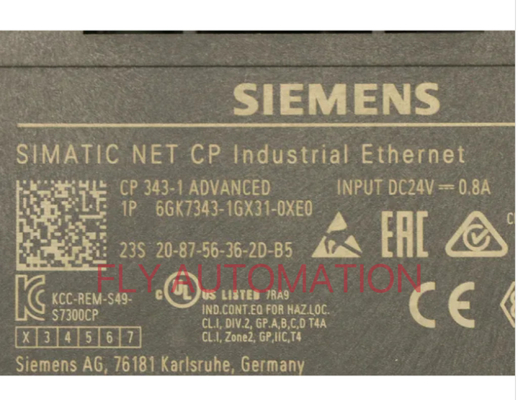 SIEMENS
SIMATIC NET CP Industrial Ethernet
CP 343-1 ADVANCED INPUT DC24V ⎓ 0.8A
1P 6GK7343-1GX31-0XE0
23S 20-87-56-36-2D-B5
EAC
FLY AUTOMATION
KCC-REM-S49-
S7300CP
c UL US LISTED 7RA9
IND.CONT.EQ FOR HAZ.LOC.
CL.I, DIV.2, GP.A,B,C,D T4A
CL.I, Zone2, GP,IIC,T4
CE
X 3 4 5 6 7
Siemens AG, 76181 Karlsruhe, Germany